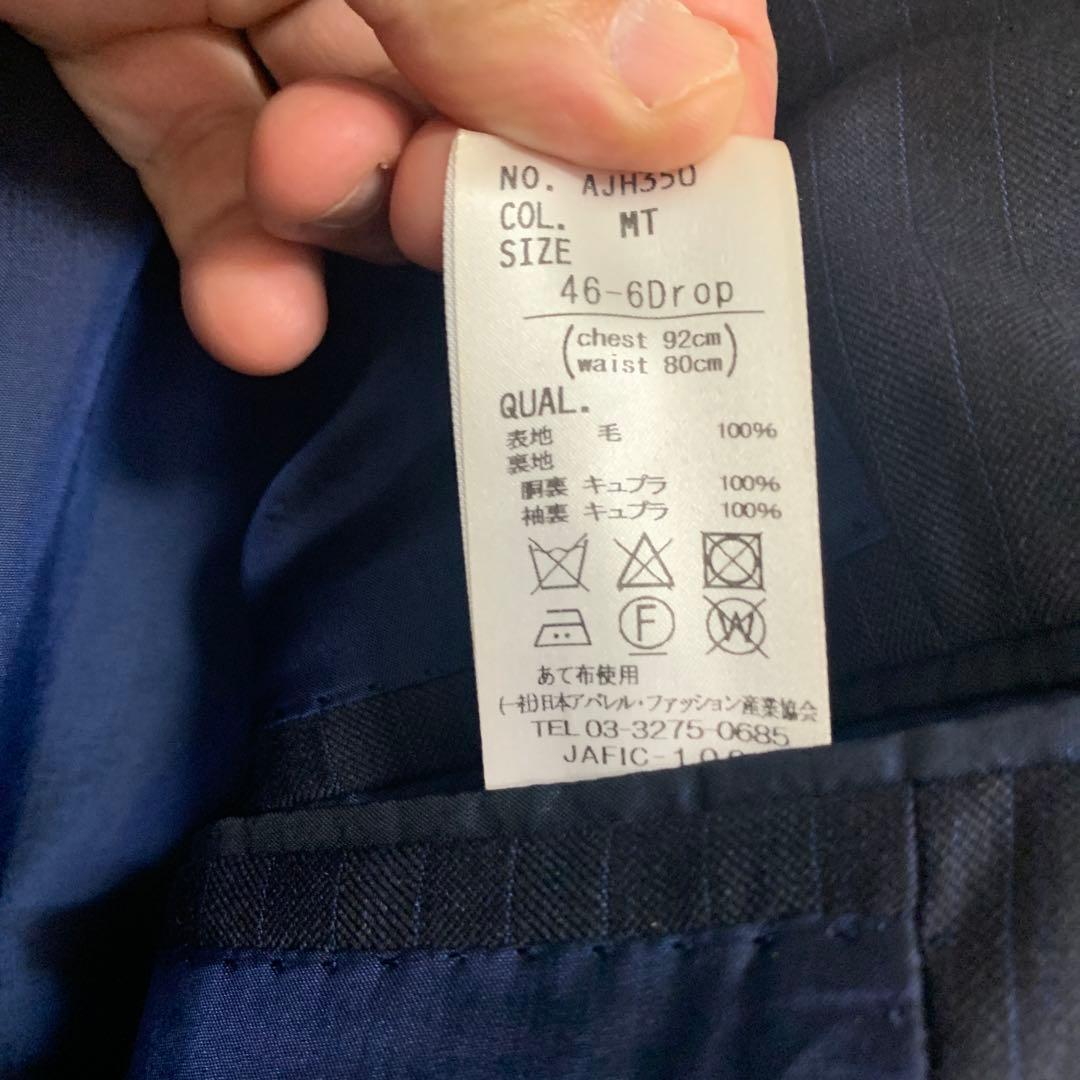 NO. AJH350
COL. MT
SIZE
46-6Drop
(chest 92cm
waist 80cm)
QUAL.
表地 毛 100%
裏地
胴裏 キュプラ 100%
袖裏 キュプラ 100%
F
W
あて布使用
(一社)日本アパレル・ファッション産業協会
TEL 03-3275-0685